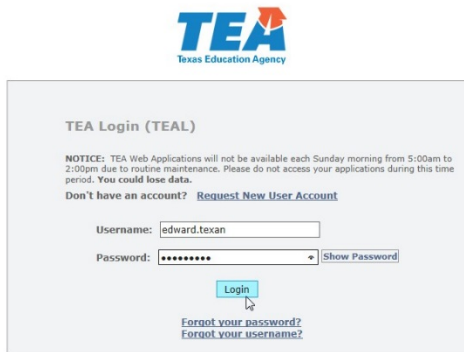 TEA
Texas Education Agency
TEA Login (TEAL)
NOTICE: TEA Web Applications will not be available each Sunday morning from 5:00am to
2:00pm due to routine maintenance. Please do not access your applications during this time
period. You could lose data.
Don't have an account? Request New User Account
Username: edward.texan
Password: ••••••••• Show Password
Login
Forgot your password?
Forgot your username?